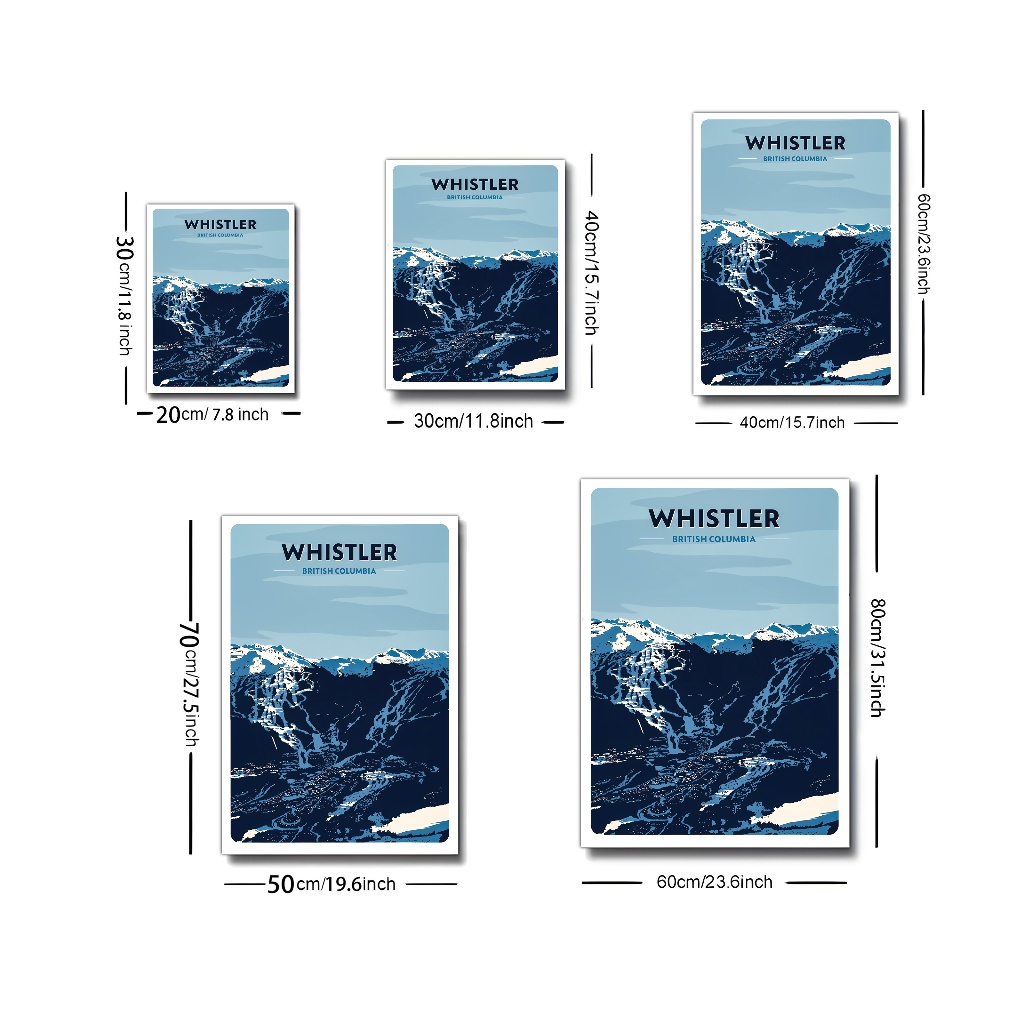 WHISTLER
BRITISH COLUMBIA
30cm/11.8 inch
20cm/ 7.8 inch
WHISTLER
BRITISH COLUMBIA
40cm/15.7inch
30cm/11.8inch
WHISTLER
BRITISH COLUMBIA
60cm/23.6inch
40cm/15.7inch
WHISTLER
BRITISH COLUMBIA
70cm/27.5inch
50cm/19.6inch
WHISTLER
BRITISH COLUMBIA
80cm/31.5inch
60cm/23.6inch